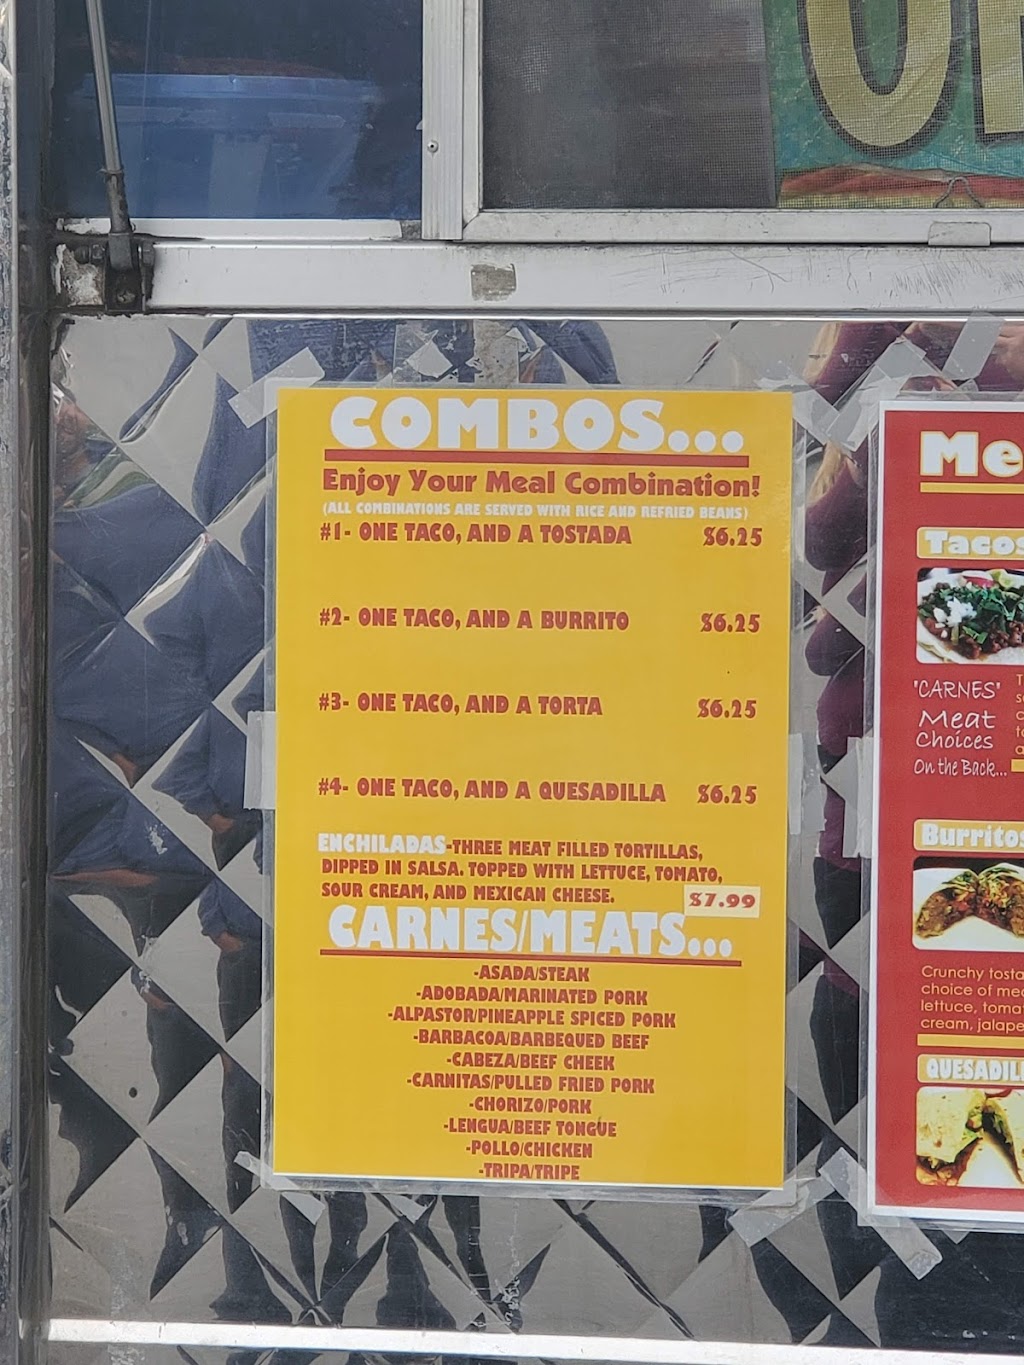 COMBOS...
Enjoy Your Meal Combination!
(ALL COMBINATIONS ARE SERVED WITH RICE AND REFRIED BEANS)
#1- ONE TACO, AND A TOSTADA $6.25
#2- ONE TACO, AND A BURRITO $6.25
#3- ONE TACO, AND A TORTA $6.25
#4- ONE TACO, AND A QUESADILLA $6.25
ENCHILADAS-THREE MEAT FILLED TORTILLAS,
DIPPED IN SALSA. TOPPED WITH LETTUCE, TOMATO,
SOUR CREAM, AND MEXICAN CHEESE. $7.99
CARNES/MEATS...
-ASADA/STEAK
-ADOBADA/MARINATED PORK
-ALPASTOR/PINEAPPLE SPICED PORK
-BARBACOA/BARBEQUED BEEF
-CABEZA/BEEF CHEEK
-CARNITAS/PULLED FRIED PORK
-CHORIZO/PORK
-LENGUA/BEEF TONGUE
-POLLO/CHICKEN
-TRIPA/TRIPE
Me
Tacos
"CARNES"
Meat
Choices
On the Back...
Burritos
Crunchy tosta
choice of mea
lettuce, toma
cream, jalape
QUESADILL